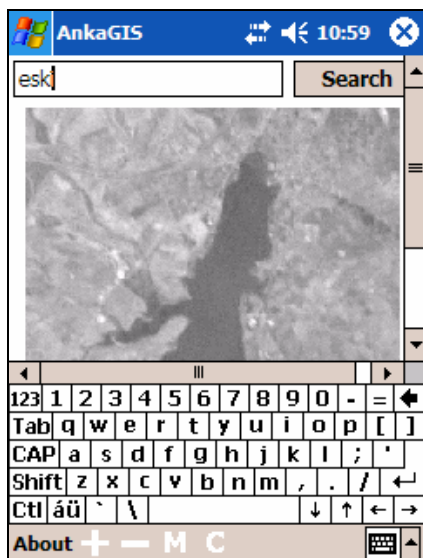 AnkaGIS 10:59
esk Search
123 1 2 3 4 5 6 7 8 9 0 - =
Tab q w e r t y u i o p [ ]
CAP a s d f g h j k l ; '
Shift z x c v b n m , . /
Ctl áü ` \
About + − M C